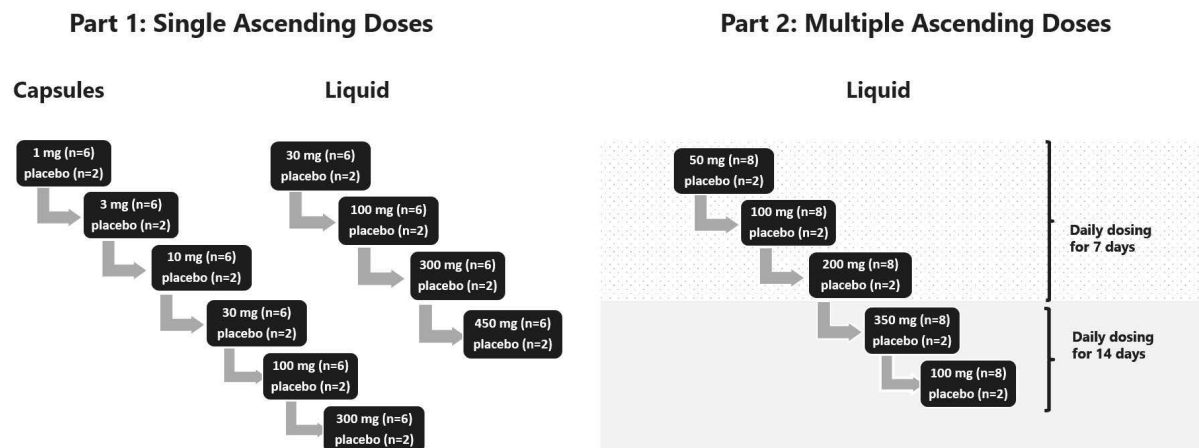 Part 1: Single Ascending Doses
Capsules
1 mg (n=6)
placebo (n=2)
3 mg (n=6)
placebo (n=2)
10 mg (n=6)
placebo (n=2)
30 mg (n=6)
placebo (n=2)
100 mg (n=6)
placebo (n=2)
300 mg (n=6)
placebo (n=2)
Liquid
30 mg (n=6)
placebo (n=2)
100 mg (n=6)
placebo (n=2)
300 mg (n=6)
placebo (n=2)
450 mg (n=6)
placebo (n=2)
Part 2: Multiple Ascending Doses
Liquid
50 mg (n=8)
placebo (n=2)
100 mg (n=8)
placebo (n=2)
200 mg (n=8)
placebo (n=2)
Daily dosing
for 7 days
350 mg (n=8)
placebo (n=2)
100 mg (n=8)
placebo (n=2)
Daily dosing
for 14 days